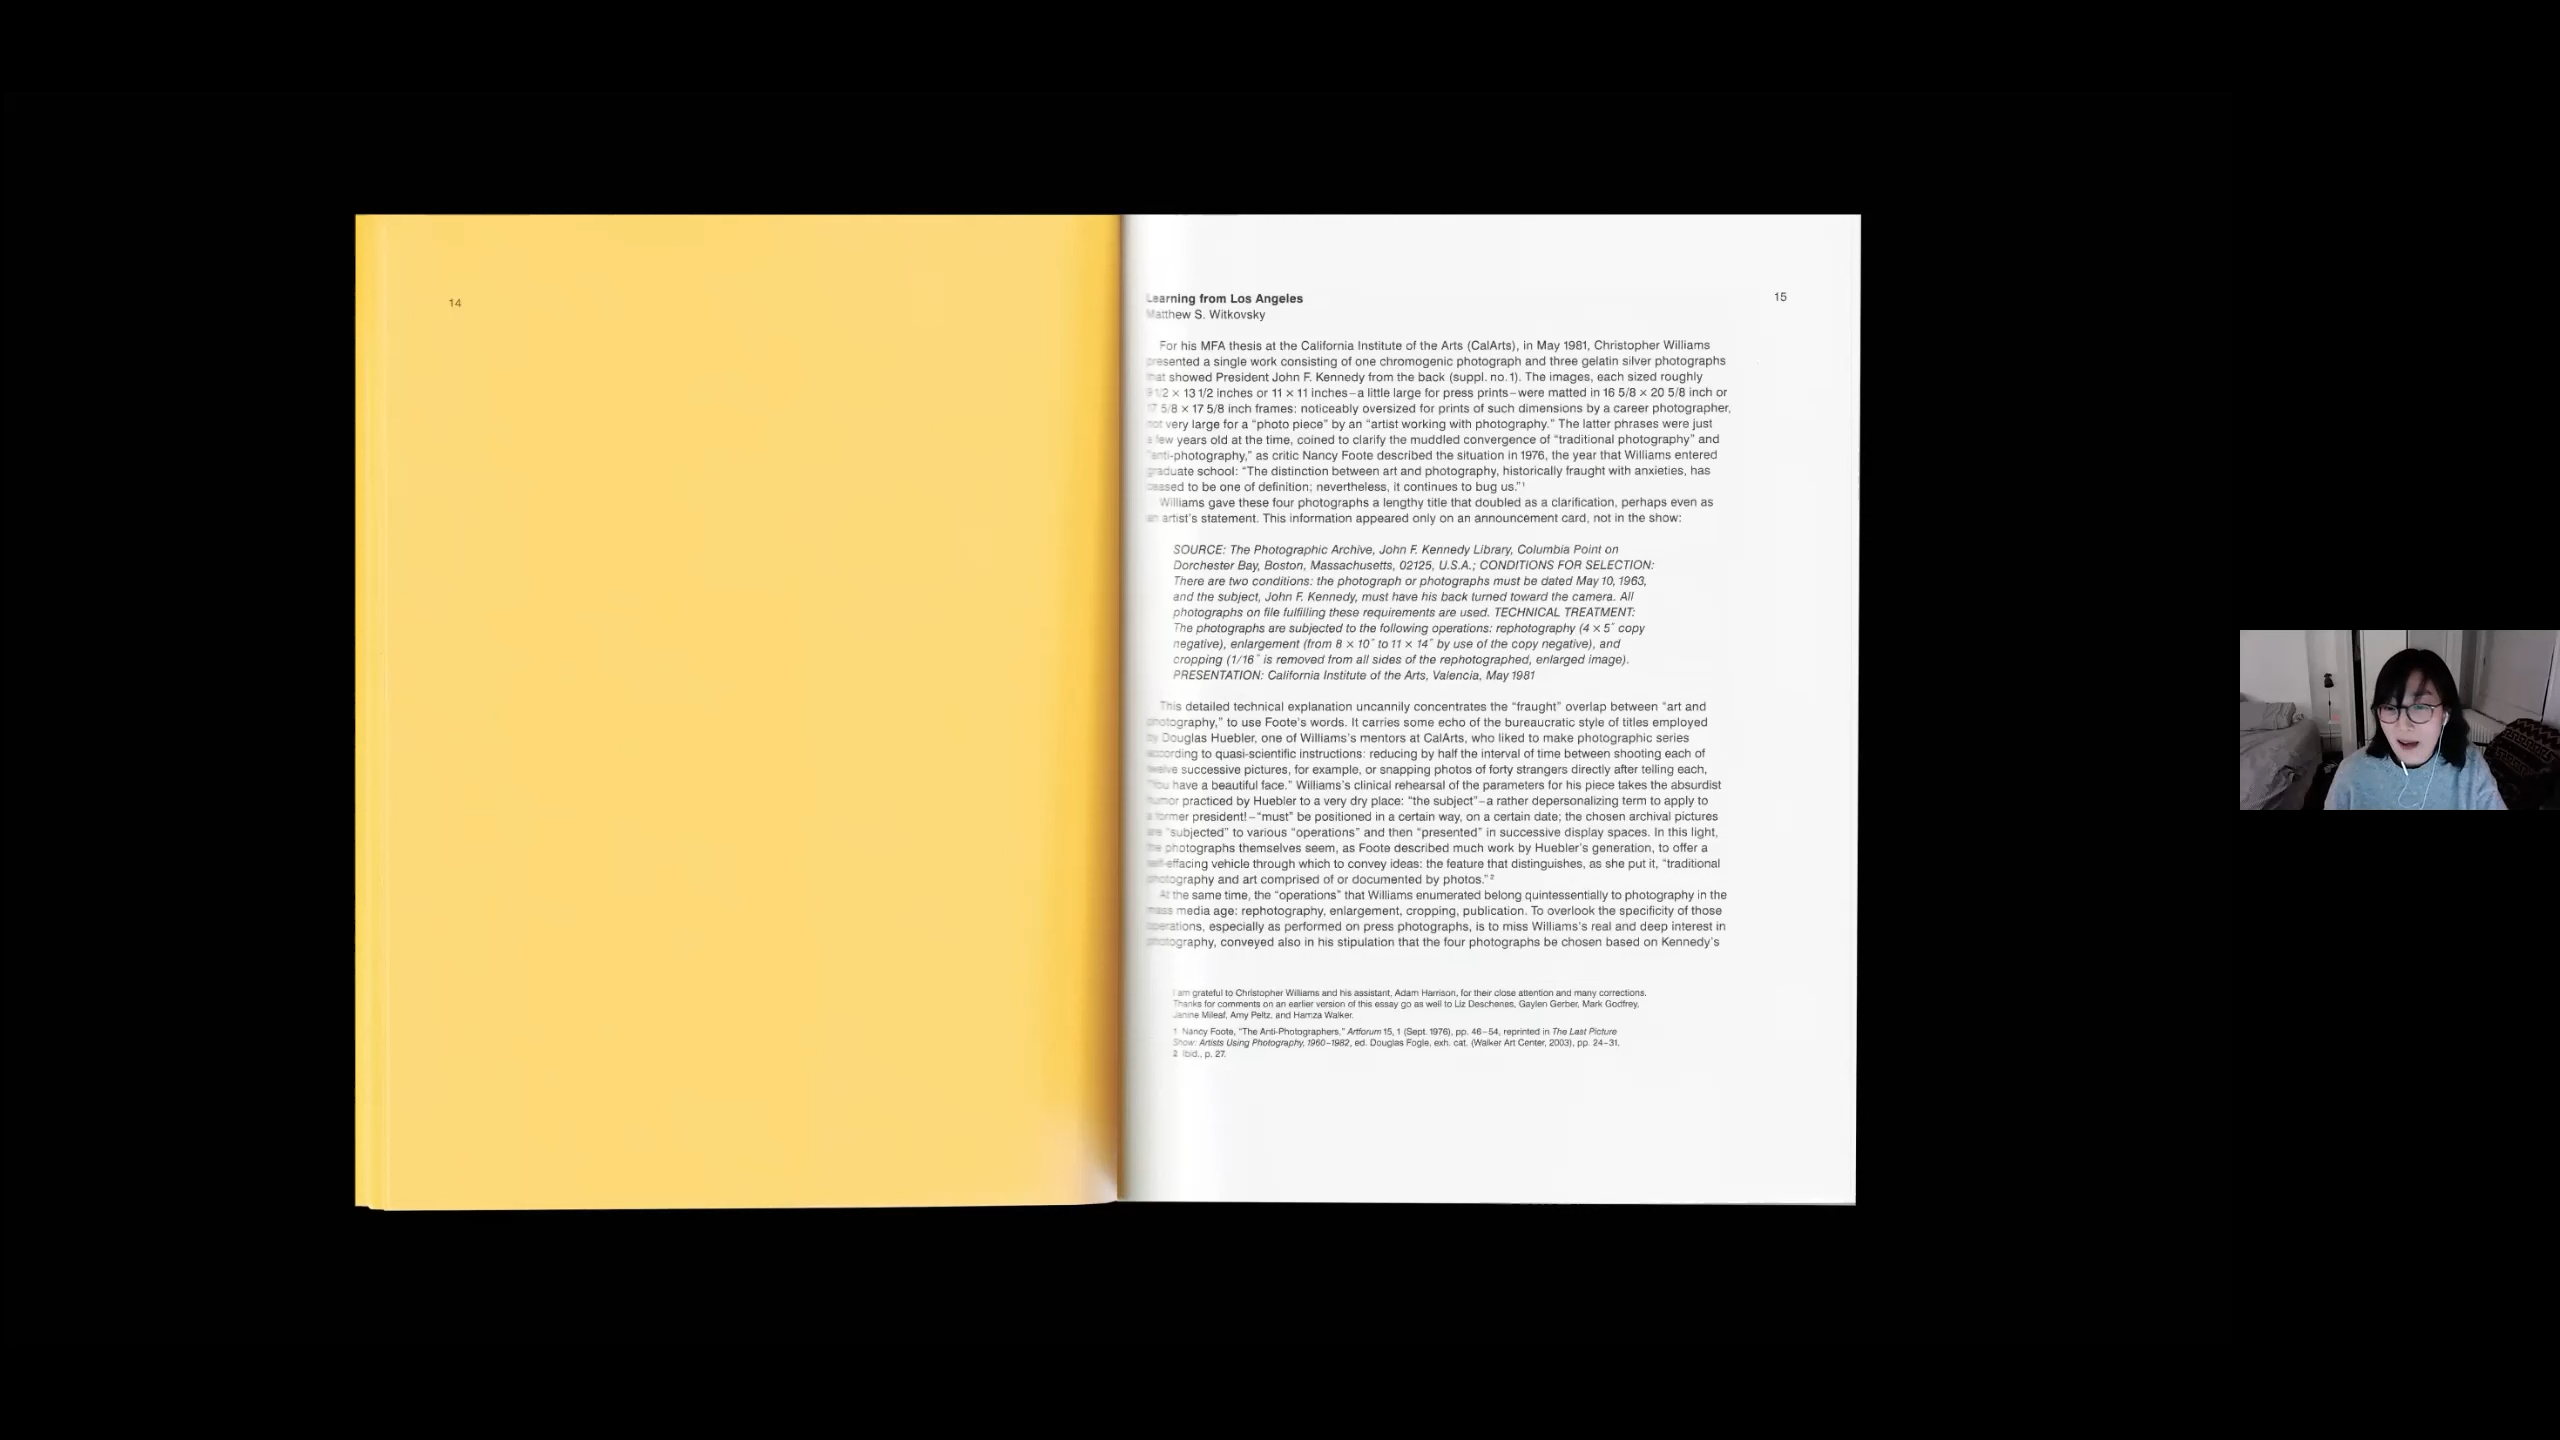 14
Learning from Los Angeles
Matthew S. Witkovsky
15
For his MFA thesis at the California Institute of the Arts (CalArts), in May 1981, Christopher Williams
presented a single work consisting of one chromogenic photograph and three gelatin silver photographs
that showed President John F. Kennedy from the back (suppl. no. 1). The images, each sized roughly
9 1/2 × 13 1/2 inches or 11 × 11 inches–a little large for press prints–were matted in 16 5/8 × 20 5/8 inch or
17 5/8 × 17 5/8 inch frames: noticeably oversized for prints of such dimensions by a career photographer,
not very large for a “photo piece” by an “artist working with photography.” The latter phrases were just
a few years old at the time, coined to clarify the muddled convergence of “traditional photography” and
“anti-photography,” as critic Nancy Foote described the situation in 1976, the year that Williams entered
graduate school: “The distinction between art and photography, historically fraught with anxieties, has
ceased to be one of definition; nevertheless, it continues to bug us.”1
Williams gave these four photographs a lengthy title that doubled as a clarification, perhaps even as
an artist’s statement. This information appeared only on an announcement card, not in the show:
SOURCE: The Photographic Archive, John F. Kennedy Library, Columbia Point on
Dorchester Bay, Boston, Massachusetts, 02125, U.S.A.; CONDITIONS FOR SELECTION:
There are two conditions: the photograph or photographs must be dated May 10, 1963,
and the subject, John F. Kennedy, must have his back turned toward the camera. All
photographs on file fulfilling these requirements are used. TECHNICAL TREATMENT:
The photographs are subjected to the following operations: rephotography (4 × 5˝ copy
negative), enlargement (from 8 × 10˝ to 11 × 14˝ by use of the copy negative), and
cropping (1/16˝ is removed from all sides of the rephotographed, enlarged image).
PRESENTATION: California Institute of the Arts, Valencia, May 1981
This detailed technical explanation uncannily concentrates the “fraught” overlap between “art and
photography,” to use Foote’s words. It carries some echo of the bureaucratic style of titles employed
by Douglas Huebler, one of Williams’s mentors at CalArts, who liked to make photographic series
according to quasi-scientific instructions: reducing by half the interval of time between shooting each of
twelve successive pictures, for example, or snapping photos of forty strangers directly after telling each,
“You have a beautiful face.” Williams’s clinical rehearsal of the parameters for his piece takes the absurdist
humor practiced by Huebler to a very dry place: “the subject”–a rather depersonalizing term to apply to
a former president!–“must” be positioned in a certain way, on a certain date; the chosen archival pictures
are “subjected” to various “operations” and then “presented” in successive display spaces. In this light,
the photographs themselves seem, as Foote described much work by Huebler’s generation, to offer a
self-effacing vehicle through which to convey ideas: the feature that distinguishes, as she put it, “traditional
photography and art comprised of or documented by photos.”2
At the same time, the “operations” that Williams enumerated belong quintessentially to photography in the
mass media age: rephotography, enlargement, cropping, publication. To overlook the specificity of those
operations, especially as performed on press photographs, is to miss Williams’s real and deep interest in
photography, conveyed also in his stipulation that the four photographs be chosen based on Kennedy’s
I am grateful to Christopher Williams and his assistant, Adam Harrison, for their close attention and many corrections.
Thanks for comments on an earlier version of this essay go as well to Liz Deschenes, Gaylen Gerber, Mark Godfrey,
Janine Mileaf, Amy Peltz, and Hamza Walker.
1 Nancy Foote, “The Anti-Photographers,” Artforum 15, 1 (Sept. 1976), pp. 46–54, reprinted in The Last Picture
Show: Artists Using Photography, 1960–1982, ed. Douglas Fogle, exh. cat. (Walker Art Center, 2003), pp. 24–31.
2 Ibid., p. 27.